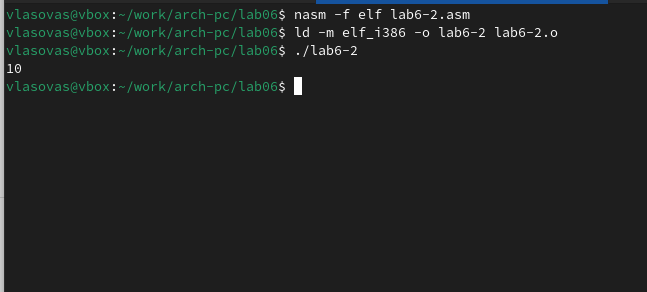 vlasovas@vbox:~/work/arch-pc/lab06$ nasm -f elf lab6-2.asm
vlasovas@vbox:~/work/arch-pc/lab06$ ld -m elf_i386 -o lab6-2 lab6-2.o
vlasovas@vbox:~/work/arch-pc/lab06$ ./lab6-2
10
vlasovas@vbox:~/work/arch-pc/lab06$